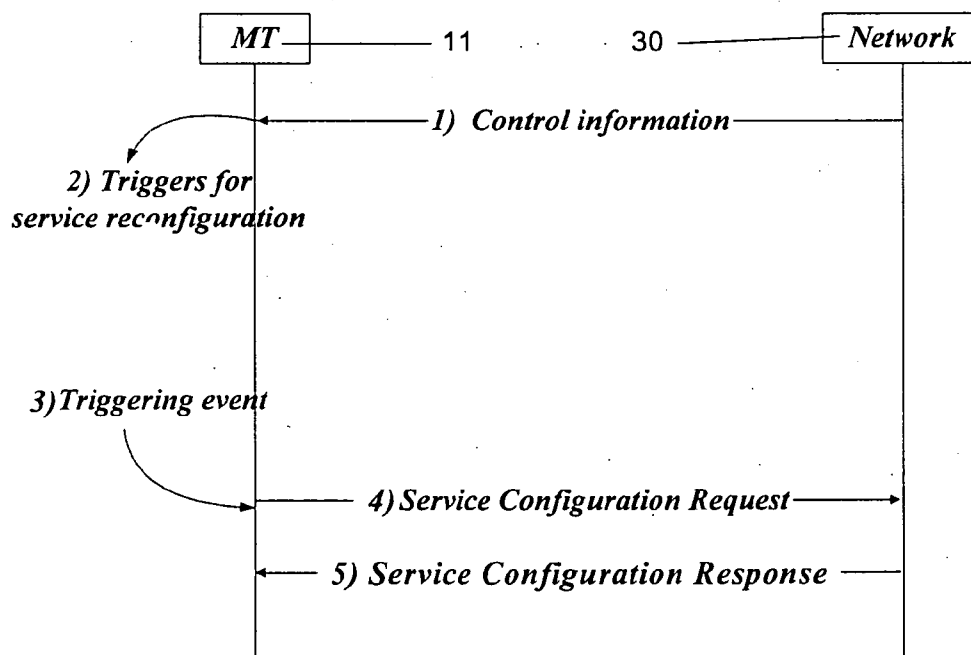 MT 11 30 Network
1) Control information
2) Triggers for
service reconfiguration
3) Triggering event
4) Service Configuration Request
5) Service Configuration Response